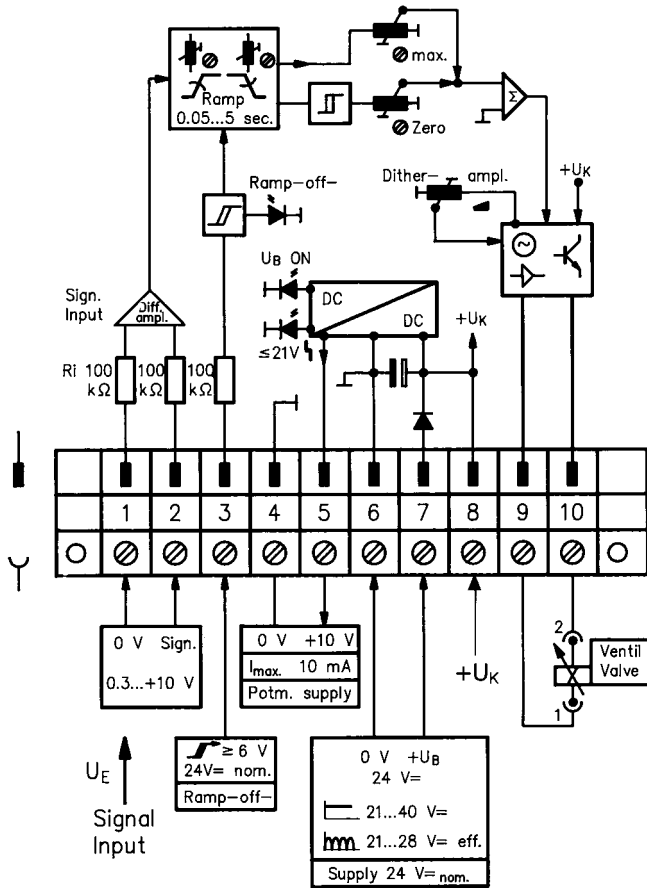 max.
Ramp
0.05...5 sec.
Zero
Dither- ampl.
+UK
Ramp-off-
UB ON
DC
DC
≤21V
+UK
Sign.
Input
Diff.
ampl.
Ri 100
kΩ
100
kΩ
100
kΩ
Σ
1 2 3 4 5 6 7 8 9 10
0 V Sign.
0.3...+10 V
0 V +10 V
Imax. 10 mA
Potm. supply
+UK
2
1
Ventil
Valve
UE
Signal
Input
≥ 6 V
24V= nom.
Ramp-off-
0 V +UB
24 V=
21...40 V=
21...28 V= eff.
Supply 24 V= nom.